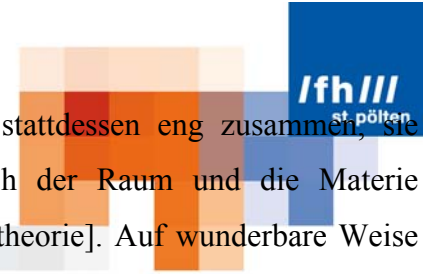 /fh///
st. pölten
stattdessen eng zusammen, sie
h der Raum und die Materie
theorie]. Auf wunderbare Weise